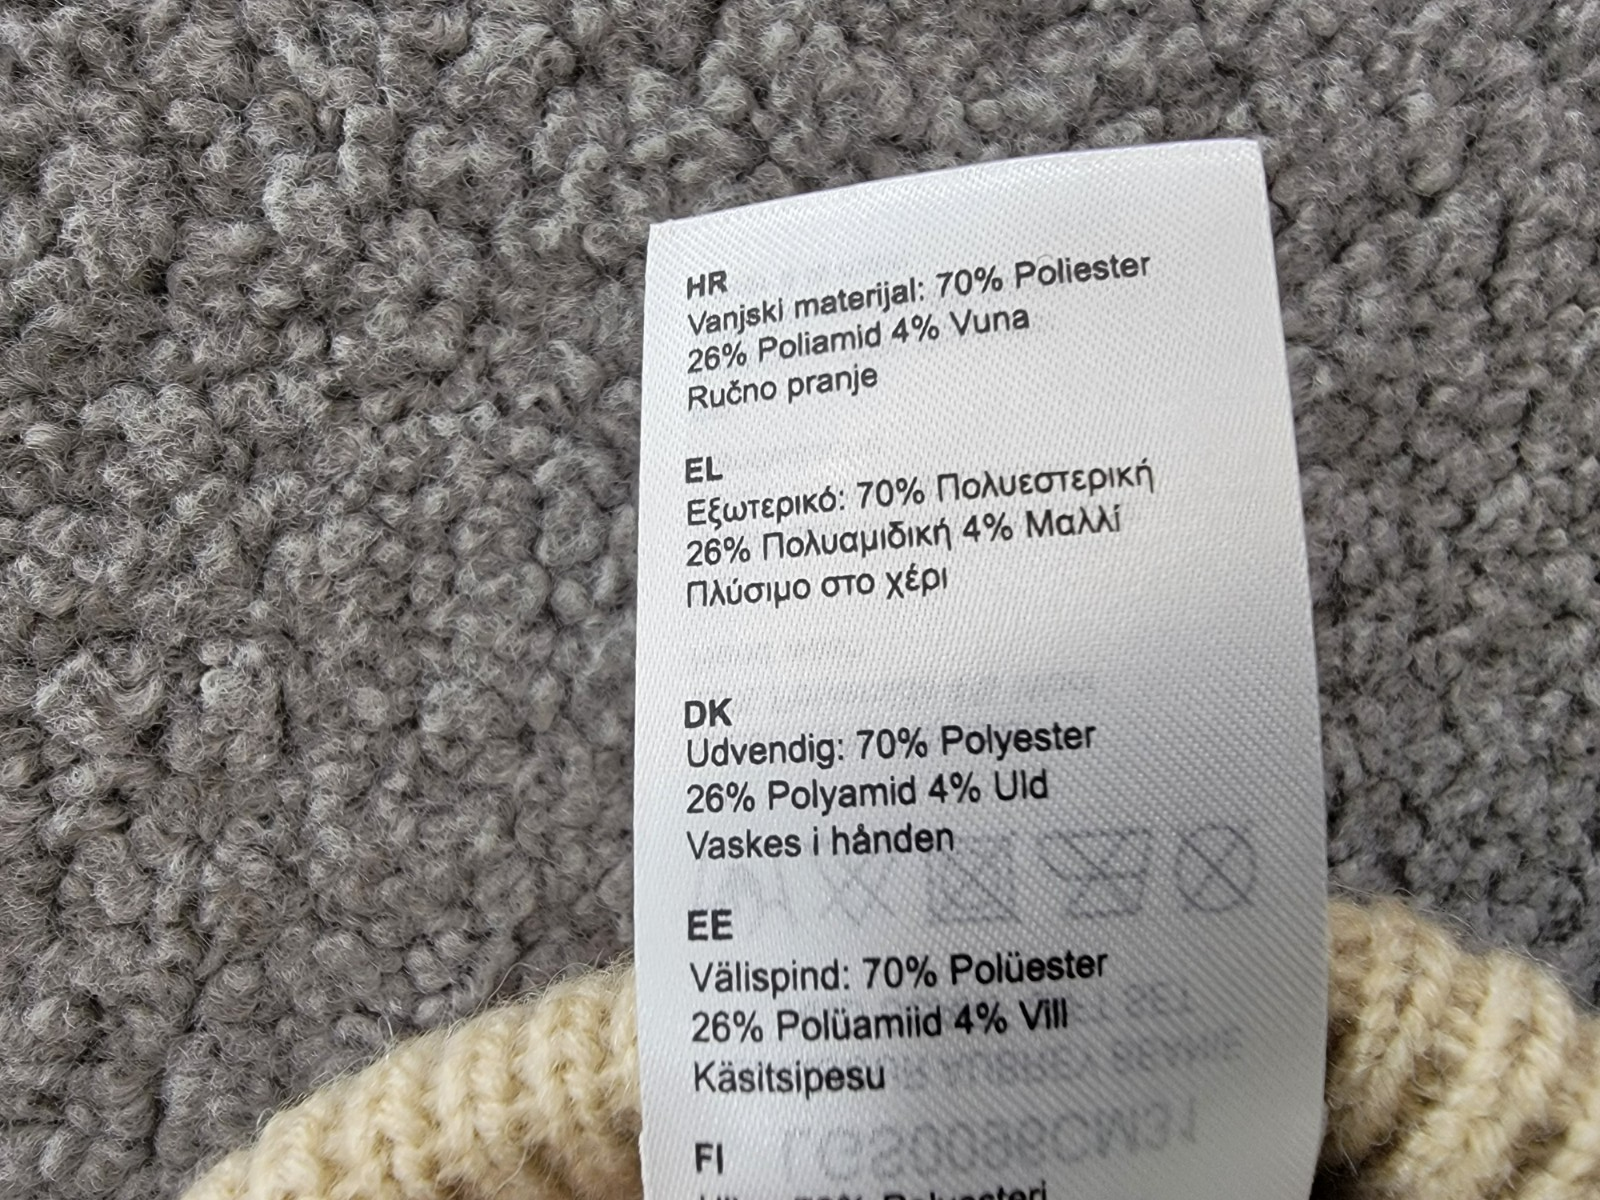 HR
Vanjski materijal: 70% Poliester
26% Poliamid 4% Vuna
Ručno pranje
EL
Εξωτερικό: 70% Πολυεστερική
26% Πολυαμιδική 4% Μαλλί
Πλύσιμο στο χέρι
DK
Udvendig: 70% Polyester
26% Polyamid 4% Uld
Vaskes i hånden
EE
Välispind: 70% Polüester
26% Polüamiid 4% Vill
Käsitsipesu
FI